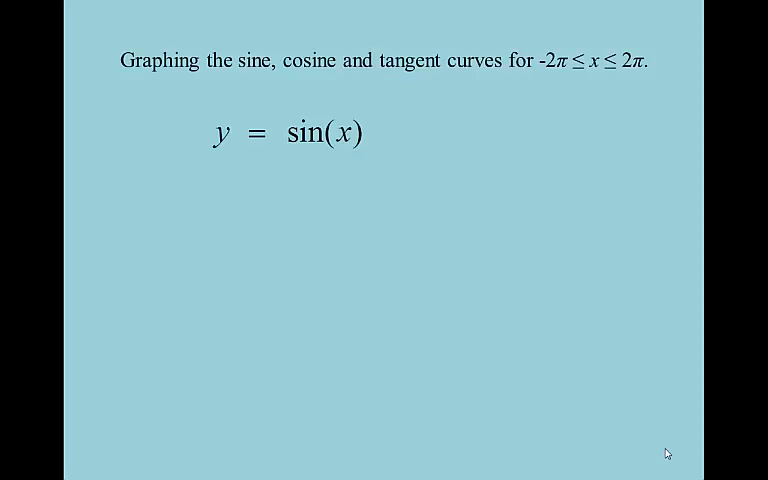 Graphing the sine, cosine and tangent curves for -2π ≤ x ≤ 2π.
y = sin(x)